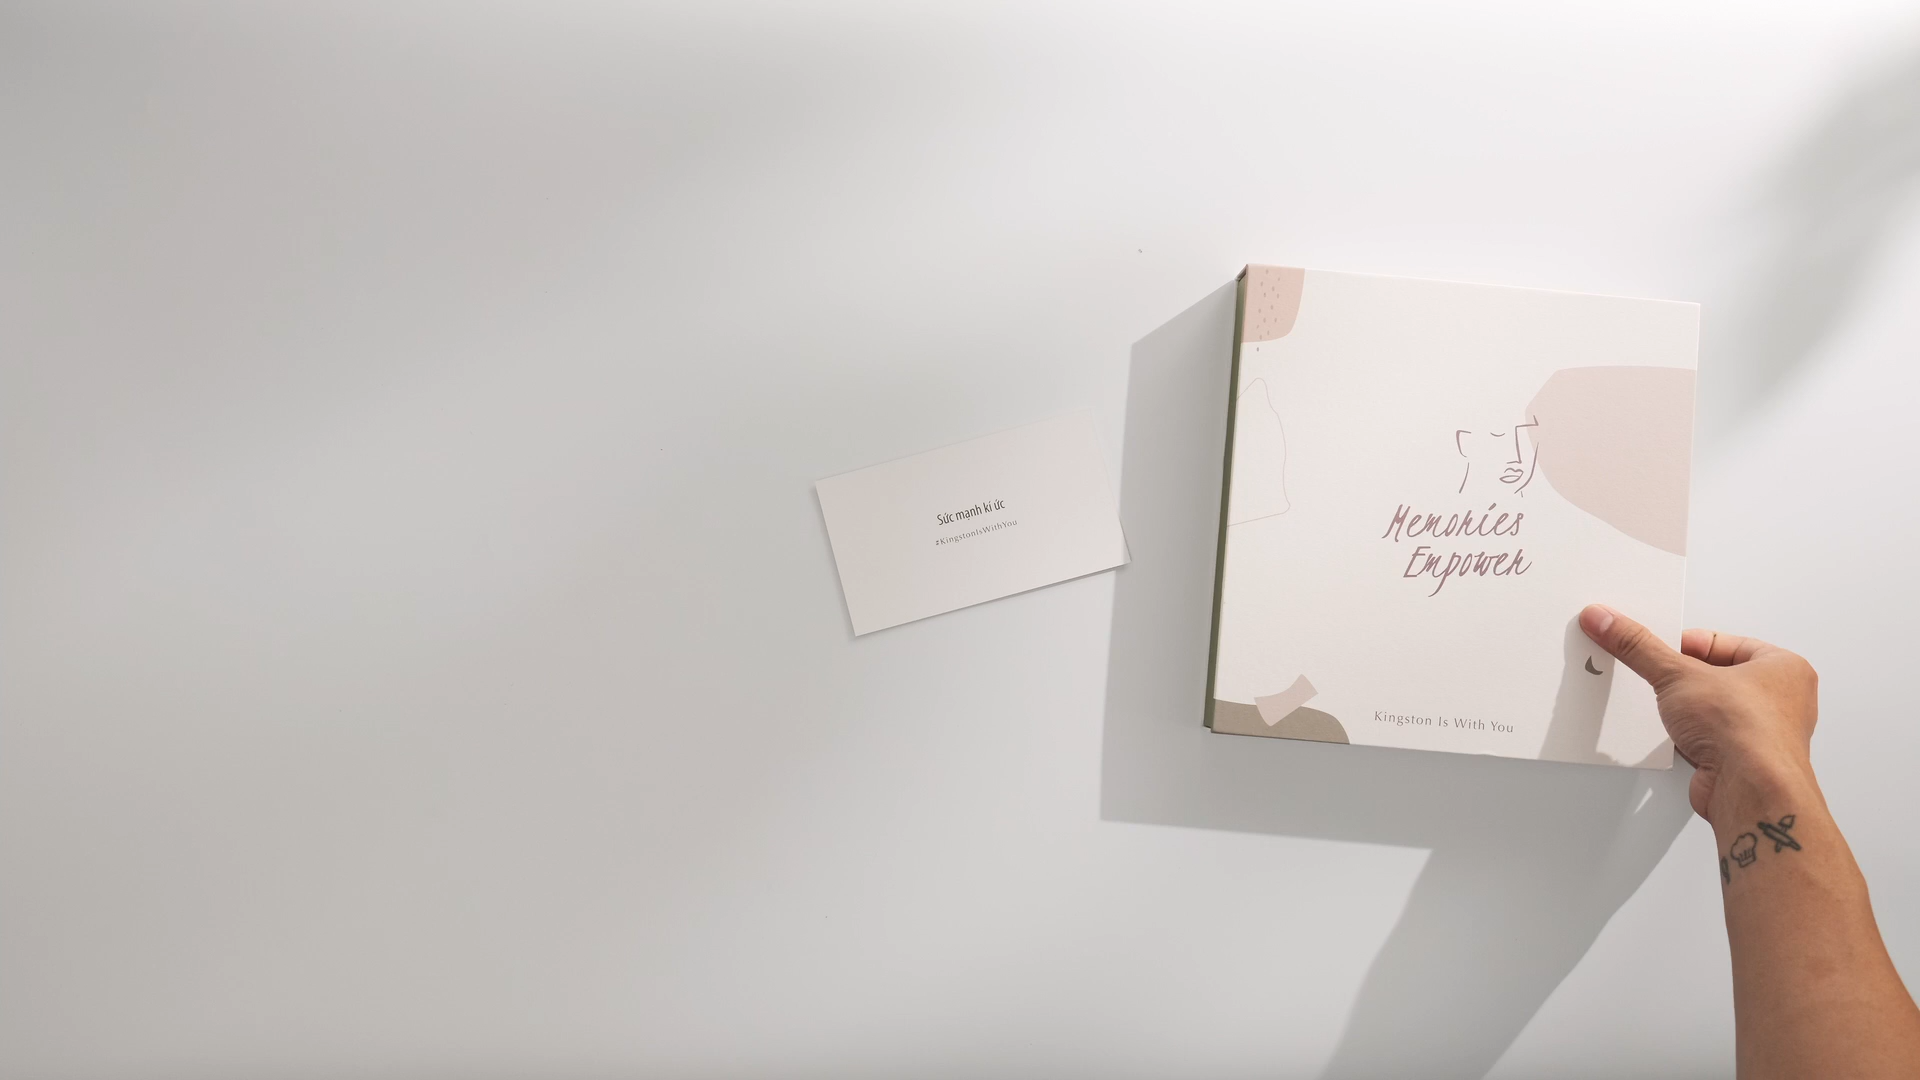 Sức mạnh kí ức
#KingstonIsWithYou
Memories
Empower
Kingston Is With You